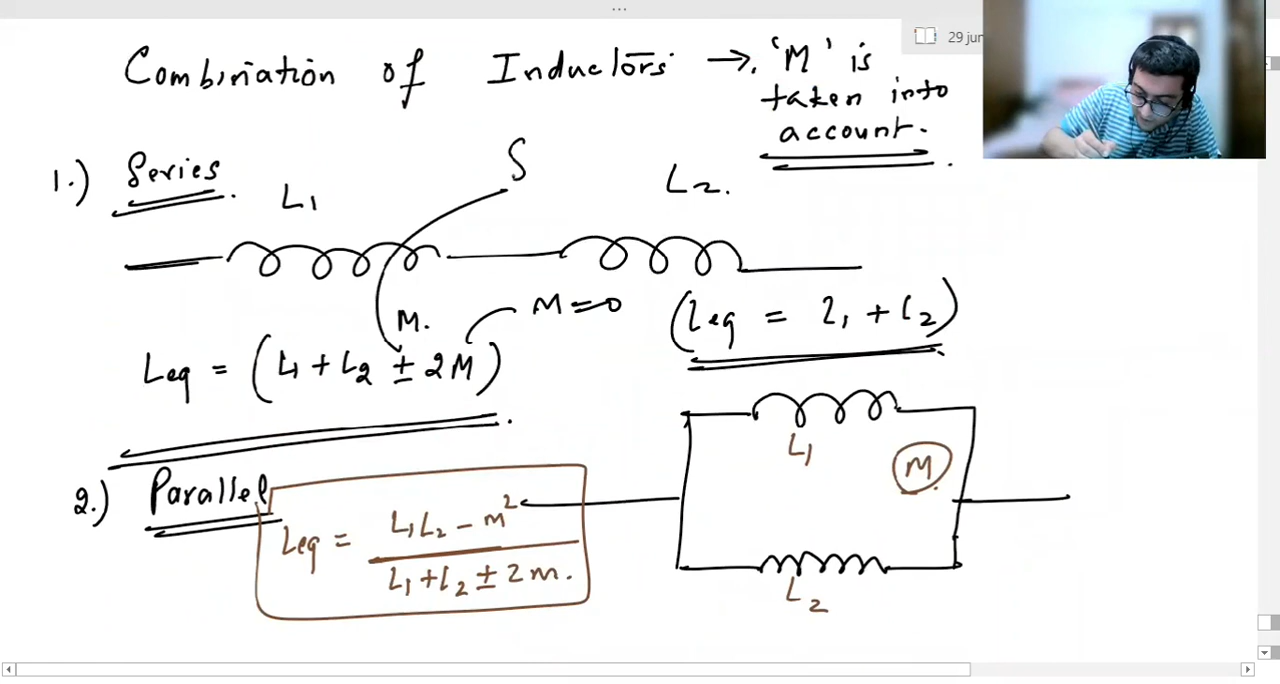 Combination of Inductors → 'M' is
taken into
account.
29 jun
1.) Series
S
L1
L2.
M.
M=0
Leq = (L1 + L2 ± 2M)
(Leq = L1 + L2)
2.) Parallel
Leq = L1L2 - M²
L1 + L2 ± 2M.
L1
M
L2